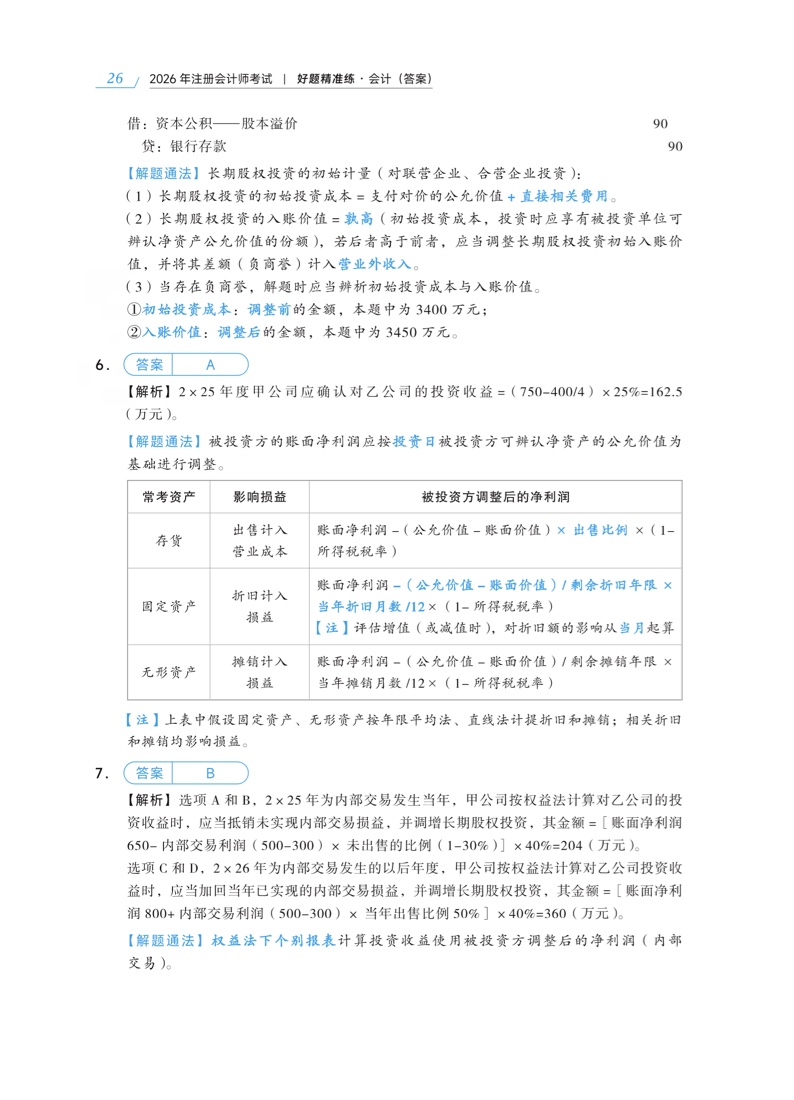 26 2026 年注册会计师考试 | 好题精准练·会计（答案）
借：资本公积——股本溢价 90
贷：银行存款 90
【解题通法】长期股权投资的初始计量（对联营企业、合营企业投资）：
（1）长期股权投资的初始投资成本 = 支付对价的公允价值 + 直接相关费用。
（2）长期股权投资的入账价值 = 孰高（初始投资成本，投资时应享有被投资单位可
辨认净资产公允价值的份额），若后者高于前者，应当调整长期股权投资初始入账价
值，并将其差额（负商誉）计入营业外收入。
（3）当存在负商誉，解题时应当辨析初始投资成本与入账价值。
①初始投资成本：调整前的金额，本题中为 3400 万元；
②入账价值：调整后的金额，本题中为 3450 万元。
6. 答案 A
【解析】2×25 年度甲公司应确认对乙公司的投资收益 =（750-400/4）×25%=162.5
（万元）。
【解题通法】被投资方的账面净利润应按投资日被投资方可辨认净资产的公允价值为
基础进行调整。
常考资产 影响损益 被投资方调整后的净利润
存货 出售计入 账面净利润 -（公允价值 - 账面价值）× 出售比例 ×（1-
营业成本 所得税税率）
固定资产 折旧计入 账面净利润 -（公允价值 - 账面价值）/ 剩余折旧年限 ×
损益 当年折旧月数 /12×（1- 所得税税率）
【注】评估增值（或减值时），对折旧额的影响从当月起算
无形资产 摊销计入 账面净利润 -（公允价值 - 账面价值）/ 剩余摊销年限 ×
损益 当年摊销月数 /12×（1- 所得税税率）
【注】上表中假设固定资产、无形资产按年限平均法、直线法计提折旧和摊销；相关折旧
和摊销均影响损益。
7. 答案 B
【解析】选项 A 和 B，2×25 年为内部交易发生当年，甲公司按权益法计算对乙公司的投
资收益时，应当抵销未实现内部交易损益，并调增长期股权投资，其金额 =［账面净利润
650- 内部交易利润（500-300）× 未出售的比例（1-30%）］×40%=204（万元）。
选项 C 和 D，2×26 年为内部交易发生的以后年度，甲公司按权益法计算对乙公司投资收
益时，应当加回当年已实现的内部交易损益，并调增长期股权投资，其金额 =［账面净利
润 800+ 内部交易利润（500-300）× 当年出售比例 50%］×40%=360（万元）。
【解题通法】权益法下个别报表计算投资收益使用被投资方调整后的净利润（内部
交易）。